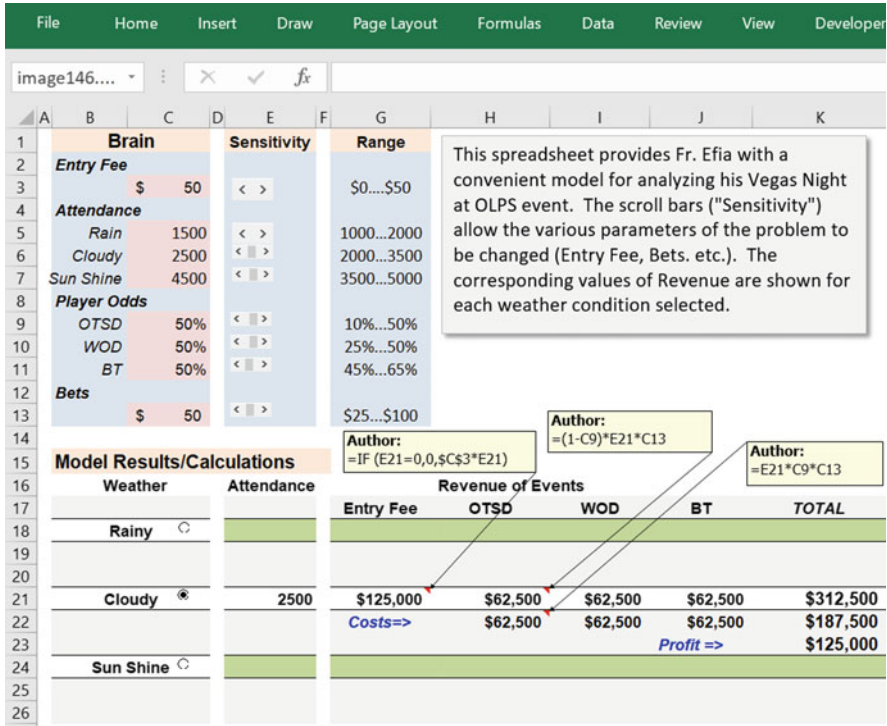 File Home Insert Draw Page Layout Formulas Data Review View Developer
image146.... fx
A B C D E F G H I J K
1 Brain Sensitivity Range
2 Entry Fee
3 $ 50 < > $0....$50
4 Attendance
5 Rain 1500 < > 1000...2000
6 Cloudy 2500 < > 2000...3500
7 Sun Shine 4500 < > 3500...5000
8 Player Odds
9 OTSD 50% < > 10%...50%
10 WOD 50% < > 25%...50%
11 BT 50% < > 45%...65%
12 Bets
13 $ 50 < > $25...$100
This spreadsheet provides Fr. Efia with a
convenient model for analyzing his Vegas Night
at OLPS event. The scroll bars ("Sensitivity")
allow the various parameters of the problem to
be changed (Entry Fee, Bets. etc.). The
corresponding values of Revenue are shown for
each weather condition selected.
14
Author:
=IF (E21=0,0,$C$3*E21)
Author:
=(1-C9)*E21*C13
Author:
=E21*C9*C13
15 Model Results/Calculations
16 Weather Attendance Revenue of Events
17 Entry Fee OTSD WOD BT TOTAL
18 Rainy
19
20
21 Cloudy 2500 $125,000 $62,500 $62,500 $62,500 $312,500
22 Costs=> $62,500 $62,500 $62,500 $187,500
23 Profit => $125,000
24 Sun Shine
25
26